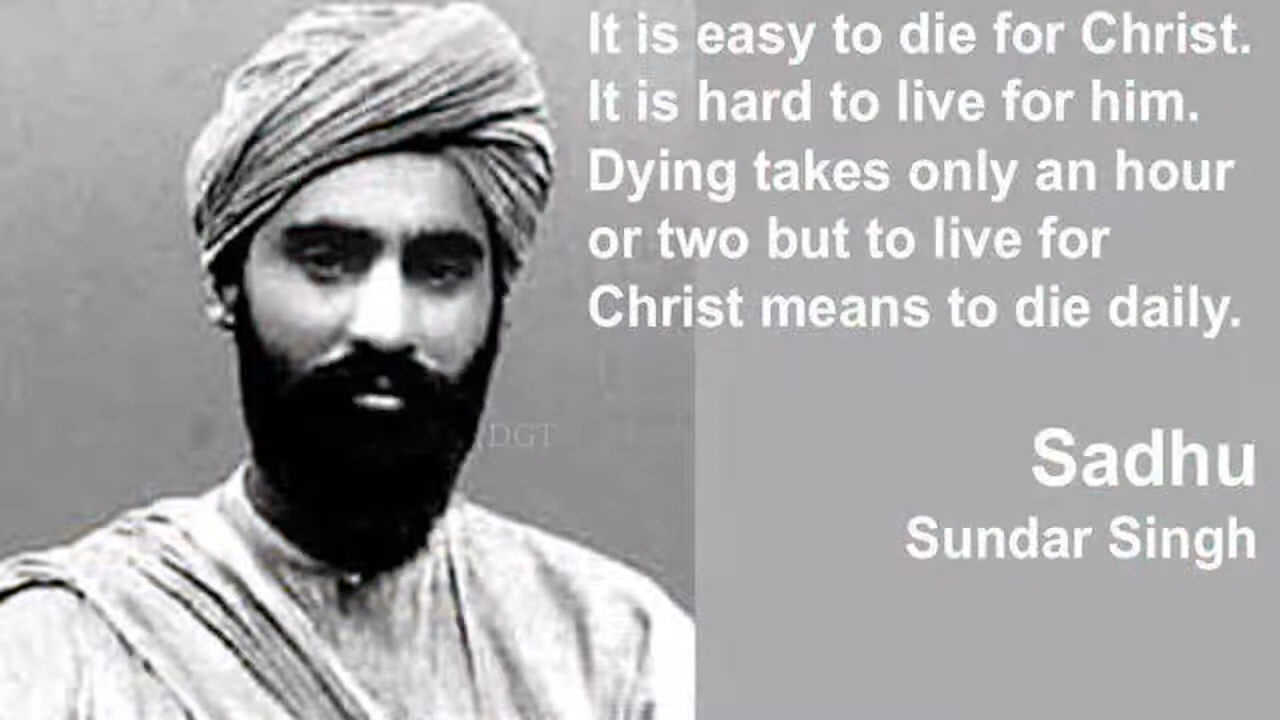 It is easy to die for Christ.
It is hard to live for him.
Dying takes only an hour
or two but to live for
Christ means to die daily.
DGT
Sadhu
Sundar Singh